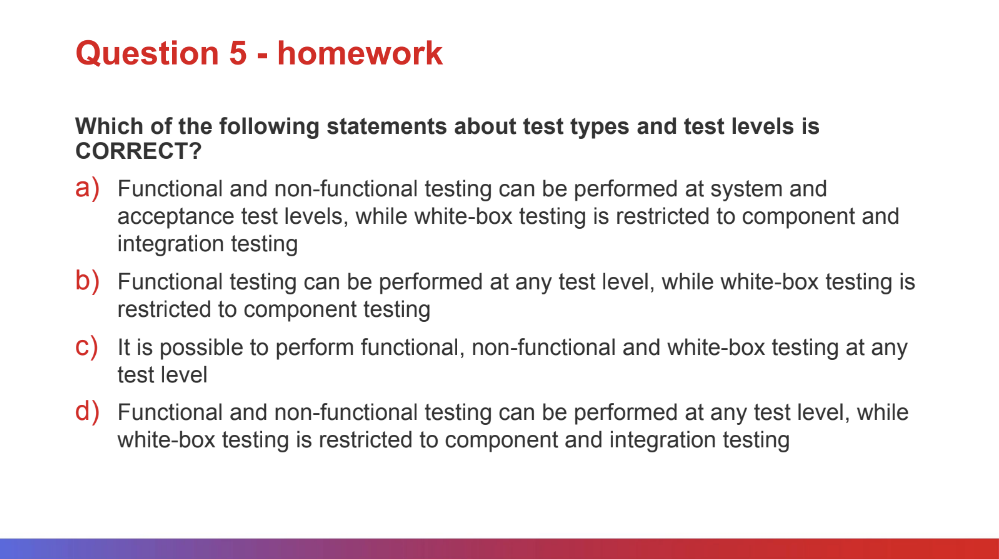 Question 5 - homework
Which of the following statements about test types and test levels is
CORRECT?
a) Functional and non-functional testing can be performed at system and
acceptance test levels, while white-box testing is restricted to component and
integration testing
b) Functional testing can be performed at any test level, while white-box testing is
restricted to component testing
c) It is possible to perform functional, non-functional and white-box testing at any
test level
d) Functional and non-functional testing can be performed at any test level, while
white-box testing is restricted to component and integration testing